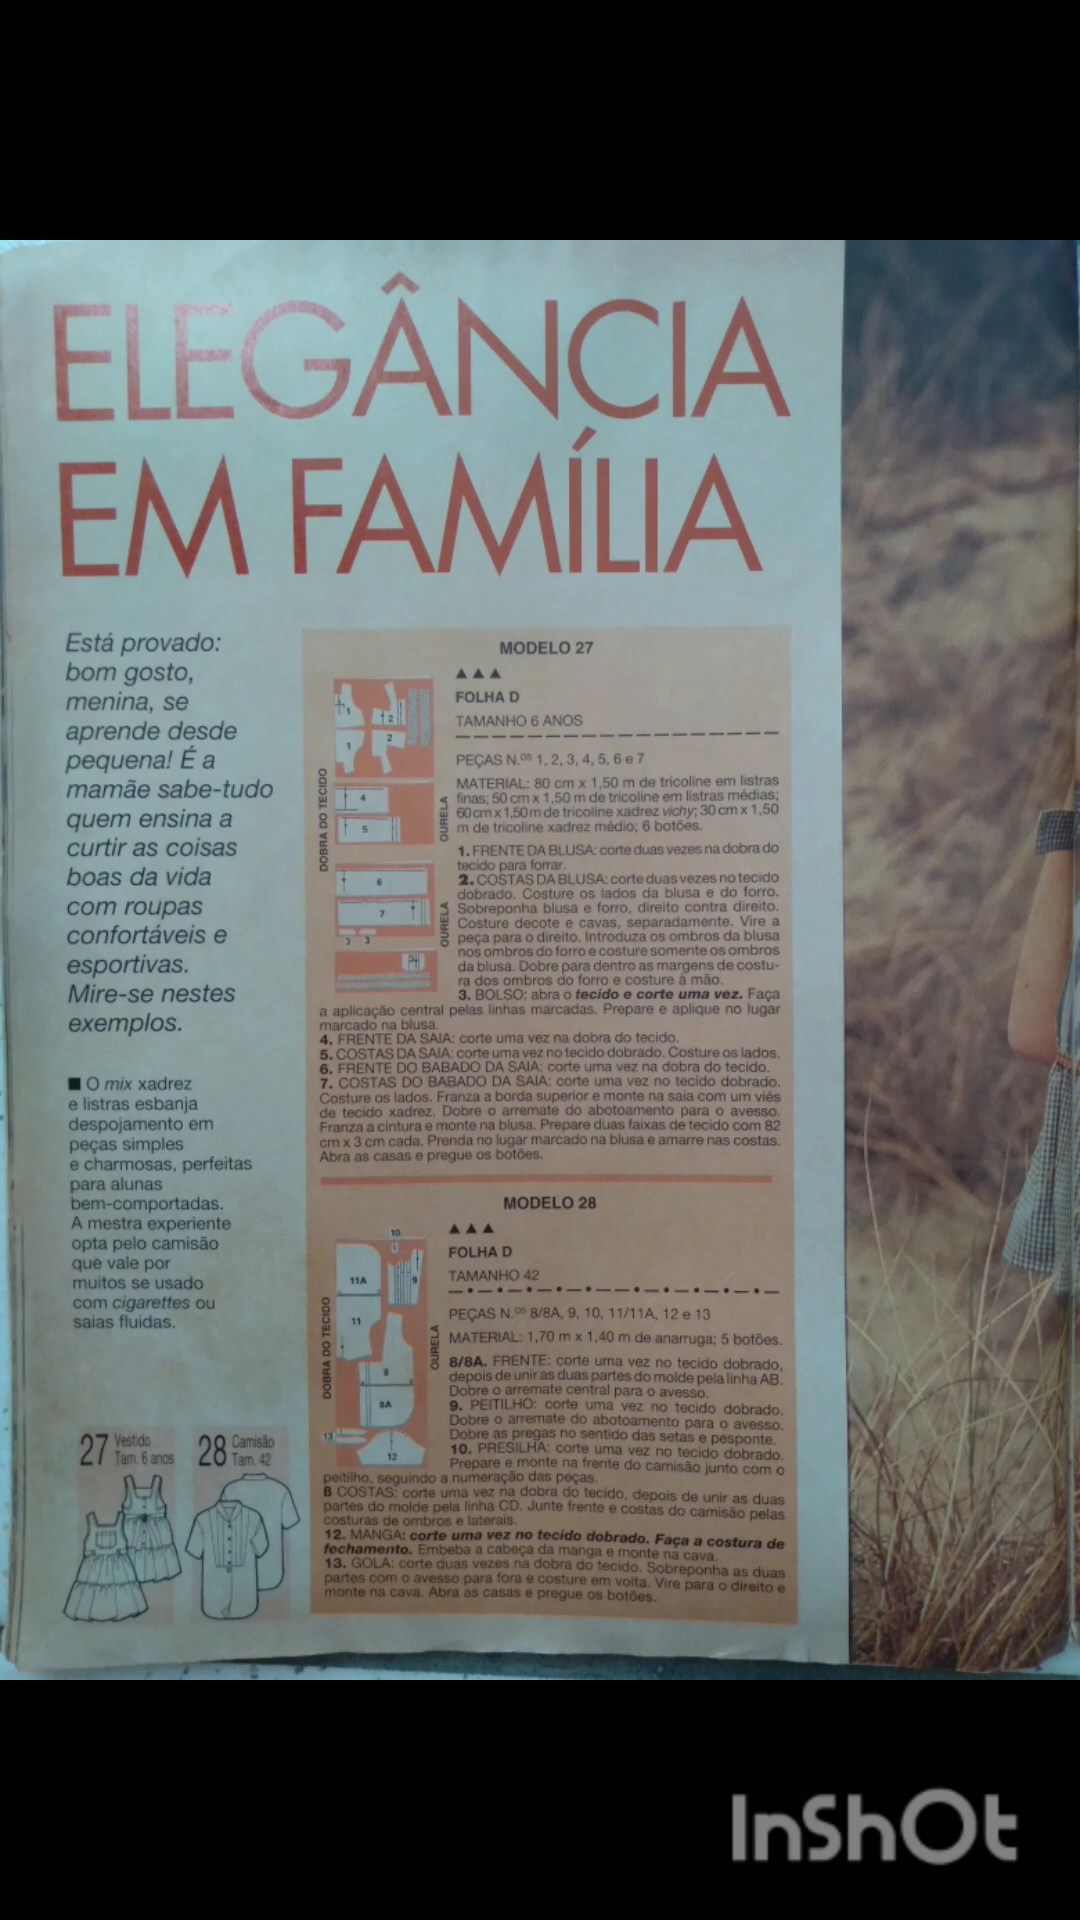 ELEGÂNCIA
EM FAMÍLIA
Está provado:
bom gosto,
menina, se
aprende desde
pequena! É a
mamãe sabe-tudo
quem ensina a
curtir as coisas
boas da vida
com roupas
confortáveis e
esportivas.
Mire-se nestes
exemplos.
■ O mix xadrez
e listras esbanja
despojamento em
peças simples
e charmosas, perfeitas
para alunas
bem-comportadas.
A mestra experiente
opta pelo camisão
que vale por
muitos se usado
com cigarettes ou
saias fluidas.
27 Vestido
Tam. 6 anos
28 Camisão
Tam. 42
MODELO 27
▲▲▲
FOLHA D
TAMANHO 6 ANOS
PEÇAS N.ºs 1, 2, 3, 4, 5, 6 e 7
MATERIAL: 80 cm x 1,50 m de tricoline em listras
finas; 50 cm x 1,50 m de tricoline em listras médias;
60 cm x 1,50 m de tricoline xadrez vichy; 30 cm x 1,50
m de tricoline xadrez médio; 6 botões.
1. FRENTE DA BLUSA: corte duas vezes na dobra do
tecido para forrar.
2. COSTAS DA BLUSA: corte duas vezes no tecido
dobrado. Costure os lados da blusa e do forro.
Sobreponha blusa e forro, direito contra direito.
Costure decote e cavas, separadamente. Vire a
peça para o direito. Introduza os ombros da blusa
nos ombros do forro e costure somente os ombros
da blusa. Dobre para dentro as margens de costu-
ra dos ombros do forro e costure à mão.
3. BOLSO: abra o tecido e corte uma vez. Faça
a aplicação central pelas linhas marcadas. Prepare e aplique no lugar
marcado na blusa.
4. FRENTE DA SAIA: corte uma vez na dobra do tecido.
5. COSTAS DA SAIA: corte uma vez no tecido dobrado. Costure os lados.
6. FRENTE DO BABADO DA SAIA: corte uma vez na dobra do tecido.
7. COSTAS DO BABADO DA SAIA: corte uma vez no tecido dobrado.
Costure os lados. Franza a borda superior e monte na saia com um viés
de tecido xadrez. Dobre o arremate do abotoamento para o avesso.
Franza a cintura e monte na blusa. Prepare duas faixas de tecido com 82
cm x 3 cm cada. Prenda no lugar marcado na blusa e amarre nas costas.
Abra as casas e pregue os botões.
DOBRA DO TECIDO
OURELA
OURELA
1
2
1
2
4
5
6
7
3 3
MODELO 28
▲▲▲
FOLHA D
TAMANHO 42
PEÇAS N.ºs 8/8A, 9, 10, 11/11A, 12 e 13
MATERIAL: 1,70 m x 1,40 m de anarruga; 5 botões.
8/8A. FRENTE: corte uma vez no tecido dobrado,
depois de unir as duas partes do molde pela linha AB.
Dobre o arremate central para o avesso.
9. PEITILHO: corte uma vez no tecido dobrado.
Dobre o arremate do abotoamento para o avesso.
Dobre as pregas no sentido das setas e pesponte.
10. PRESILHA: corte uma vez no tecido dobrado.
Prepare e monte na frente do camisão junto com o
peitilho, seguindo a numeração das peças.
8 COSTAS: corte uma vez na dobra do tecido, depois de unir as duas
partes do molde pela linha CD. Junte frente e costas do camisão pelas
costuras de ombros e laterais.
12. MANGA: corte uma vez no tecido dobrado. Faça a costura de
fechamento. Embeba a cabeça da manga e monte na cava.
13. GOLA: corte duas vezes na dobra do tecido. Sobreponha as duas
partes com o avesso para fora e costure em volta. Vire para o direito e
monte na cava. Abra as casas e pregue os botões.
DOBRA DO TECIDO
OURELA
10
11A
9
11
8
8A
13
12
InShOt